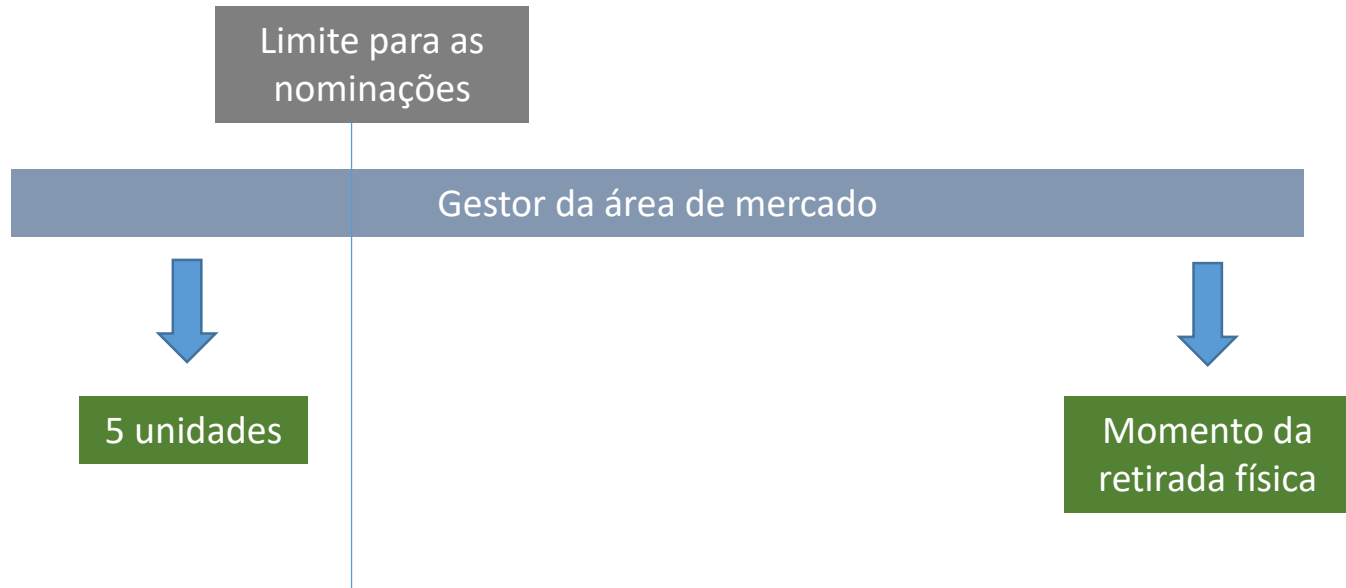 Limite para as
nominações
Gestor da área de mercado
5 unidades
Momento da
retirada física